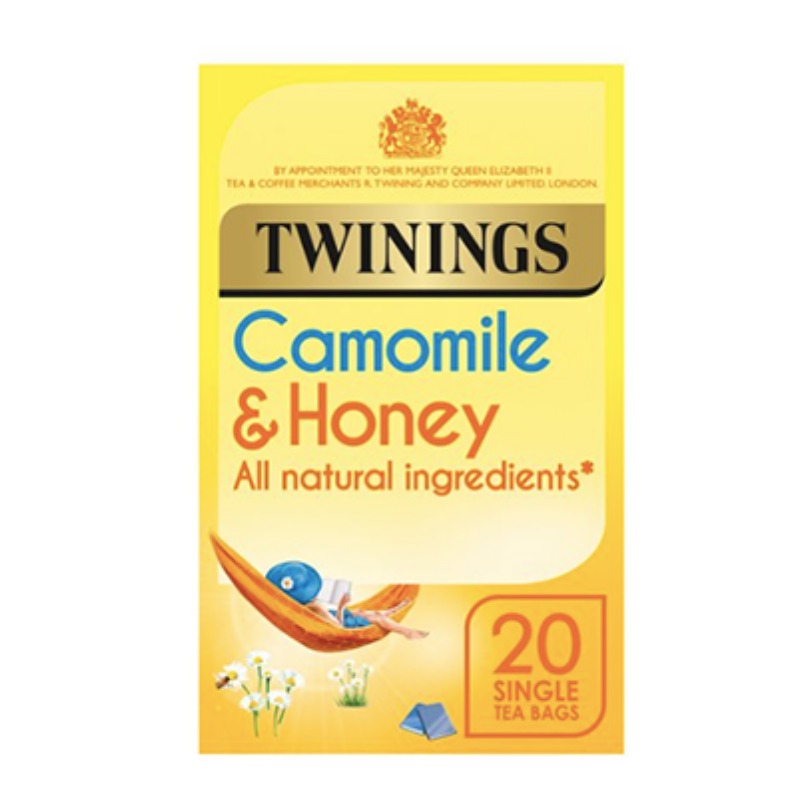 BY APPOINTMENT TO HER MAJESTY QUEEN ELIZABETH II
TEA & COFFEE MERCHANTS R. TWINING AND COMPANY LIMITED. LONDON.
TWININGS
Camomile
& Honey
All natural ingredients*
20
SINGLE
TEA BAGS